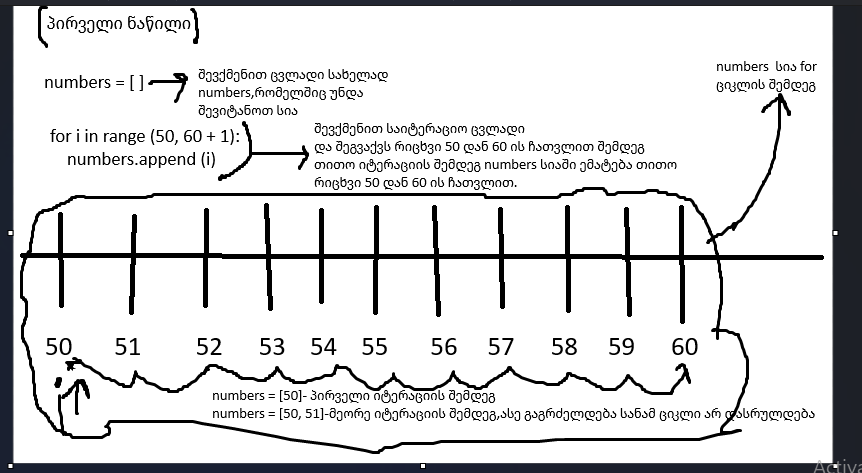 [პირველი ნაწილი]
numbers = [ ]
შევქმენით ცვლადი სახელად
numbers,რომელშიც უნდა
შევიტანოთ სია
numbers სია for
ციკლის შემდეგ
for i in range (50, 60 + 1):
numbers.append (i)
შევქმენით საიტერაციო ცვლადი
და შეგვაქვს რიცხვი 50 დან 60 ის ჩათვლით შემდეგ
თითო იტერაციის შემდეგ numbers სიაში ემატება თითო
რიცხვი 50 დან 60 ის ჩათვლით.
50 51 52 53 54 55 56 57 58 59 60
numbers = [50]- პირველი იტერაციის შემდეგ
numbers = [50, 51]-მეორე იტერაციის შემდეგ,ასე გაგრძელდება სანამ ციკლი არ დასრულდება